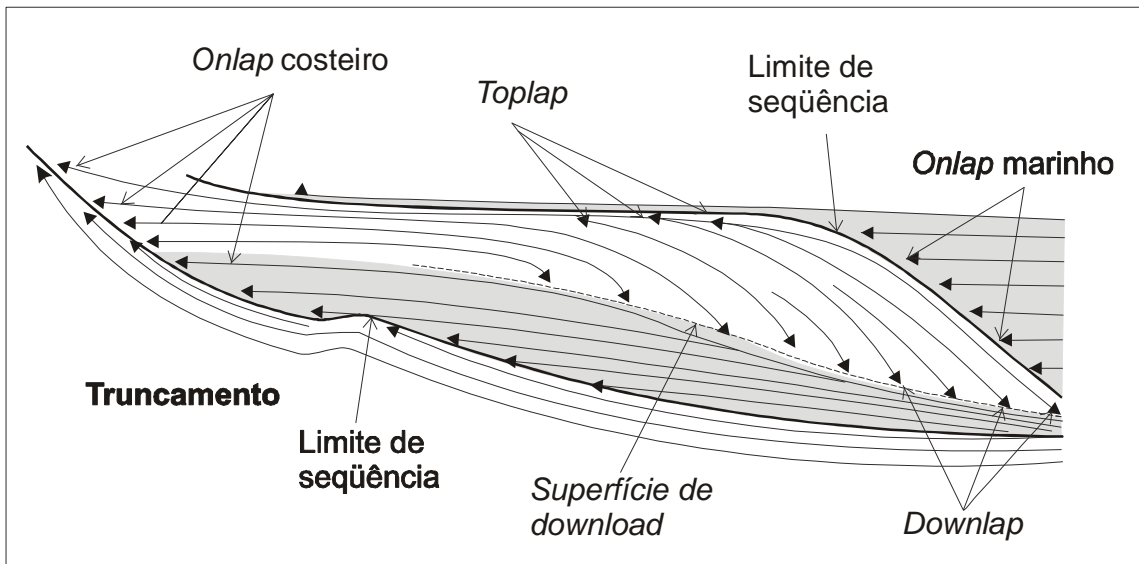 Onlap costeiro
Toplap
Limite de
seqüência
Onlap marinho
Truncamento
Limite de
seqüência
Superfície de
download
Downlap